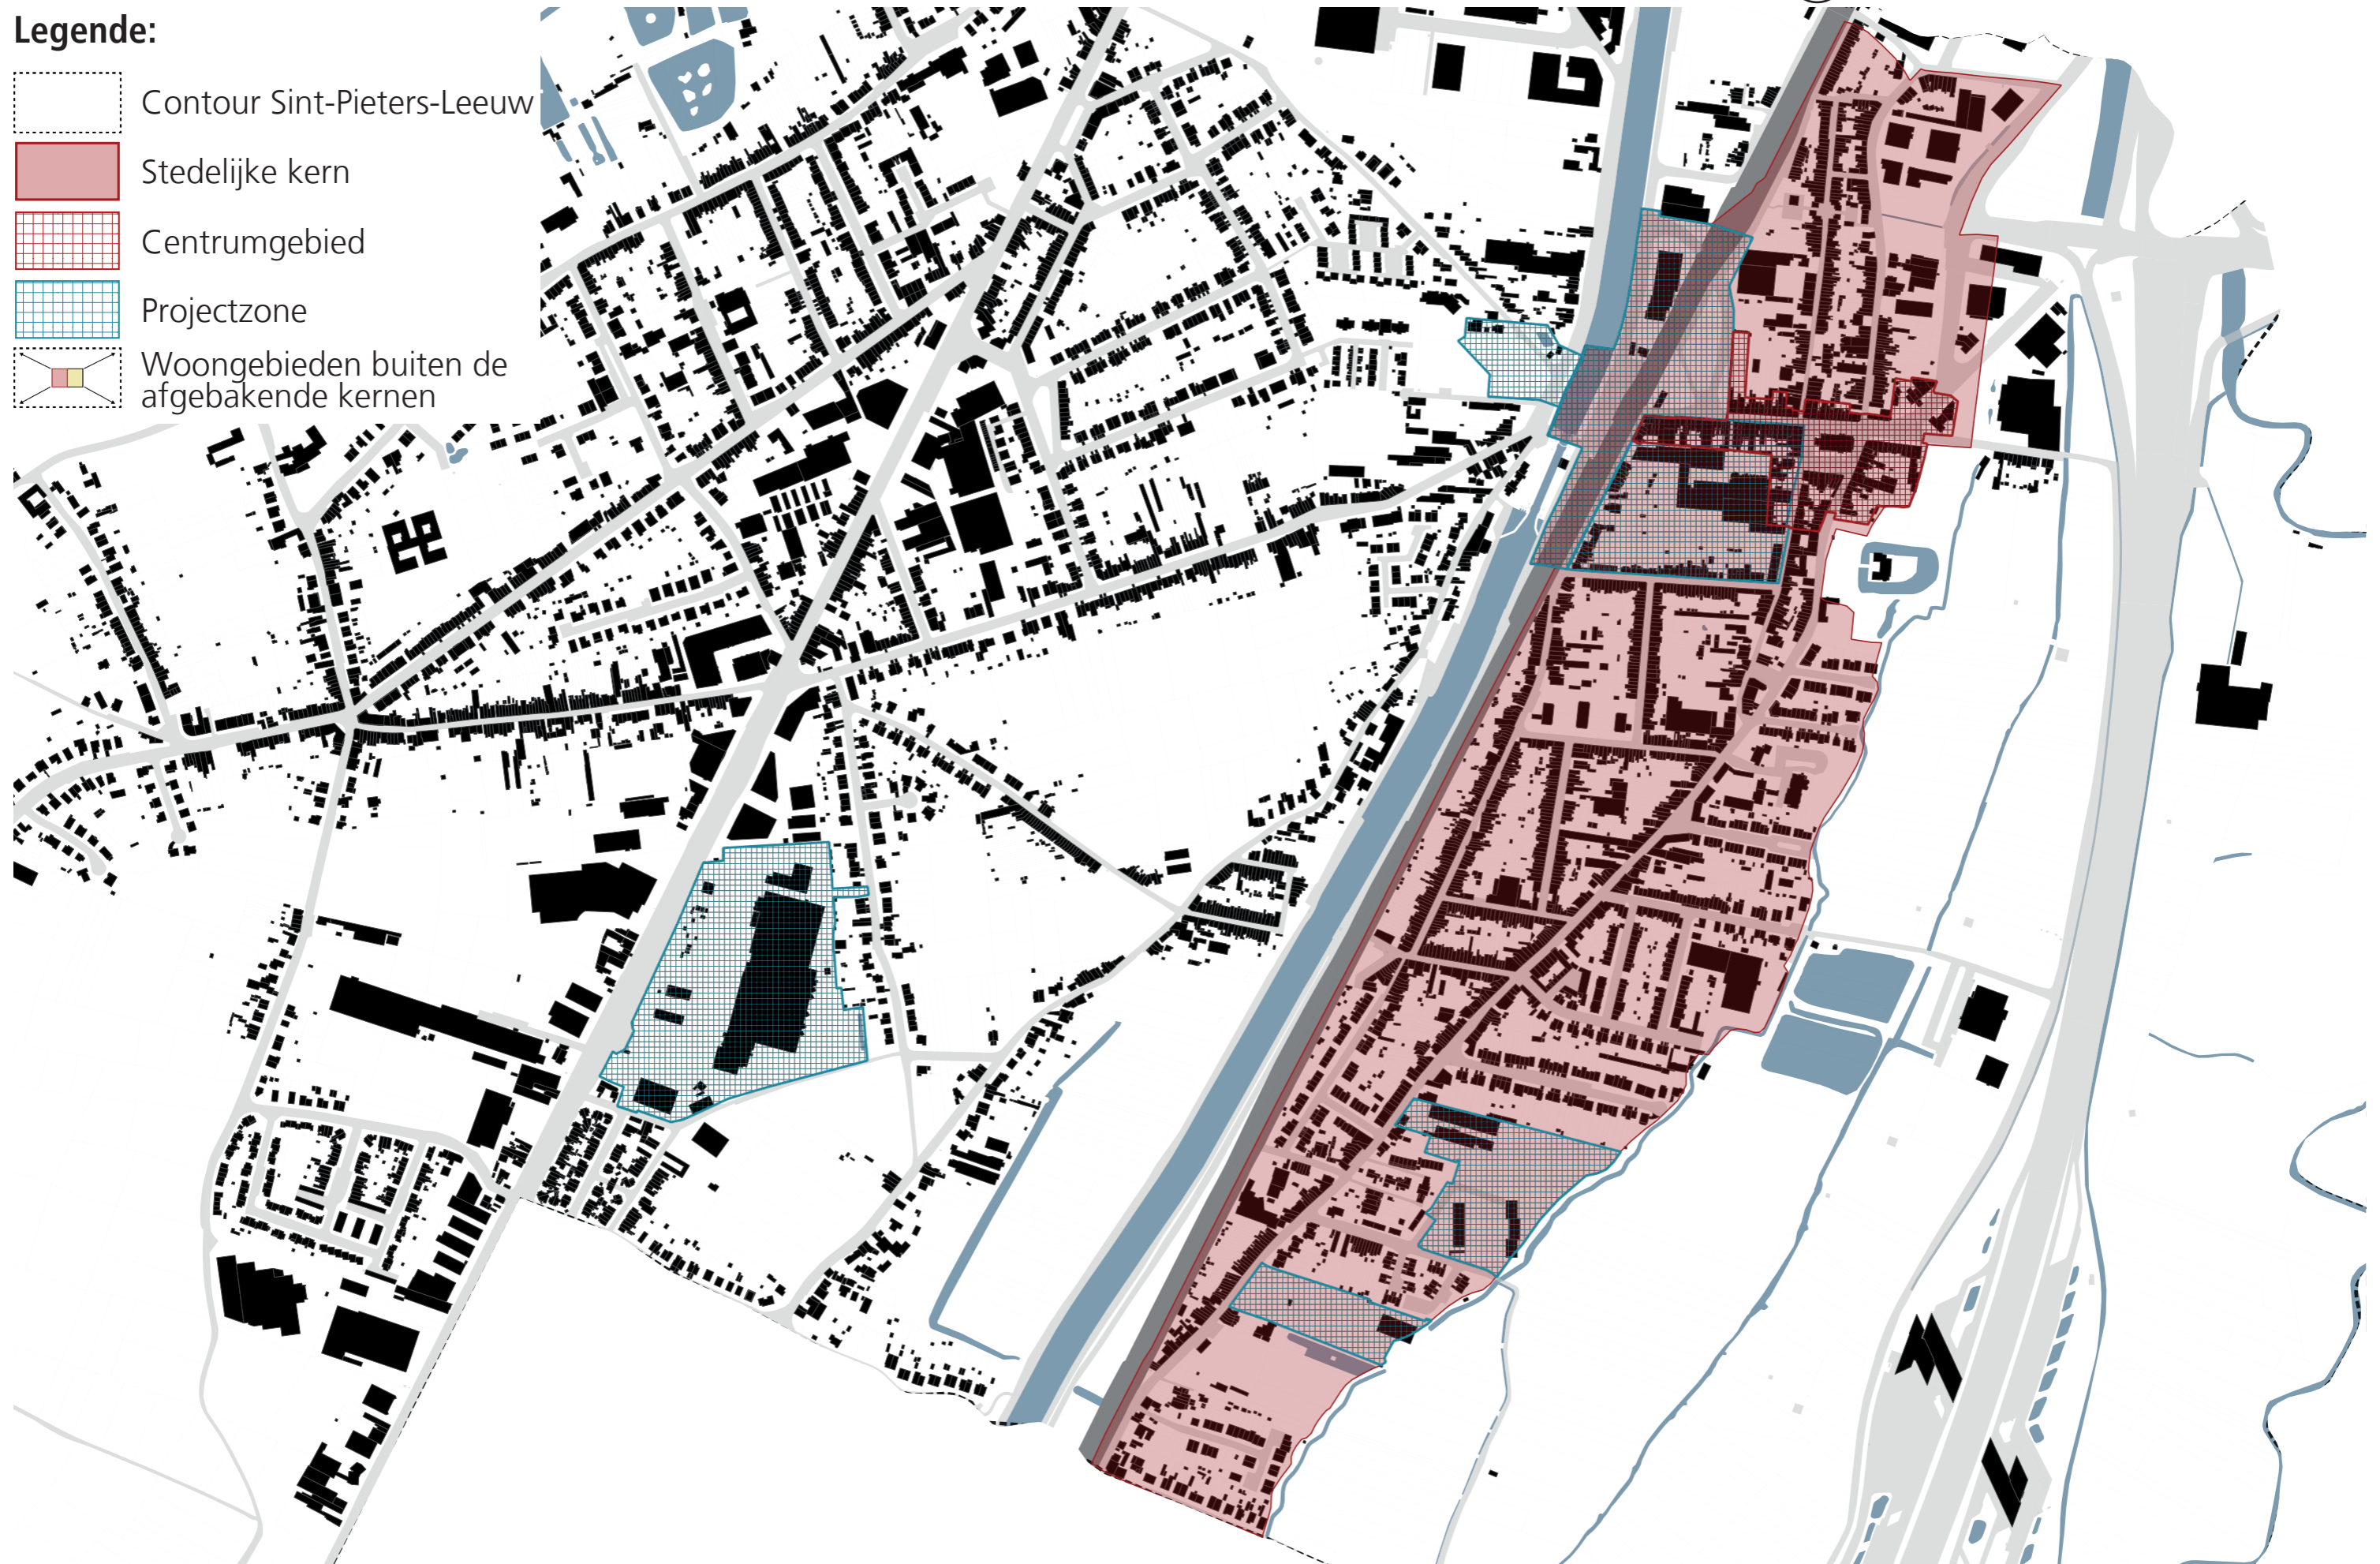 Legende:
Contour Sint-Pieters-Leeuw
Stedelijke kern
Centrumgebied
Projectzone
Woongebieden buiten de
afgebakende kernen